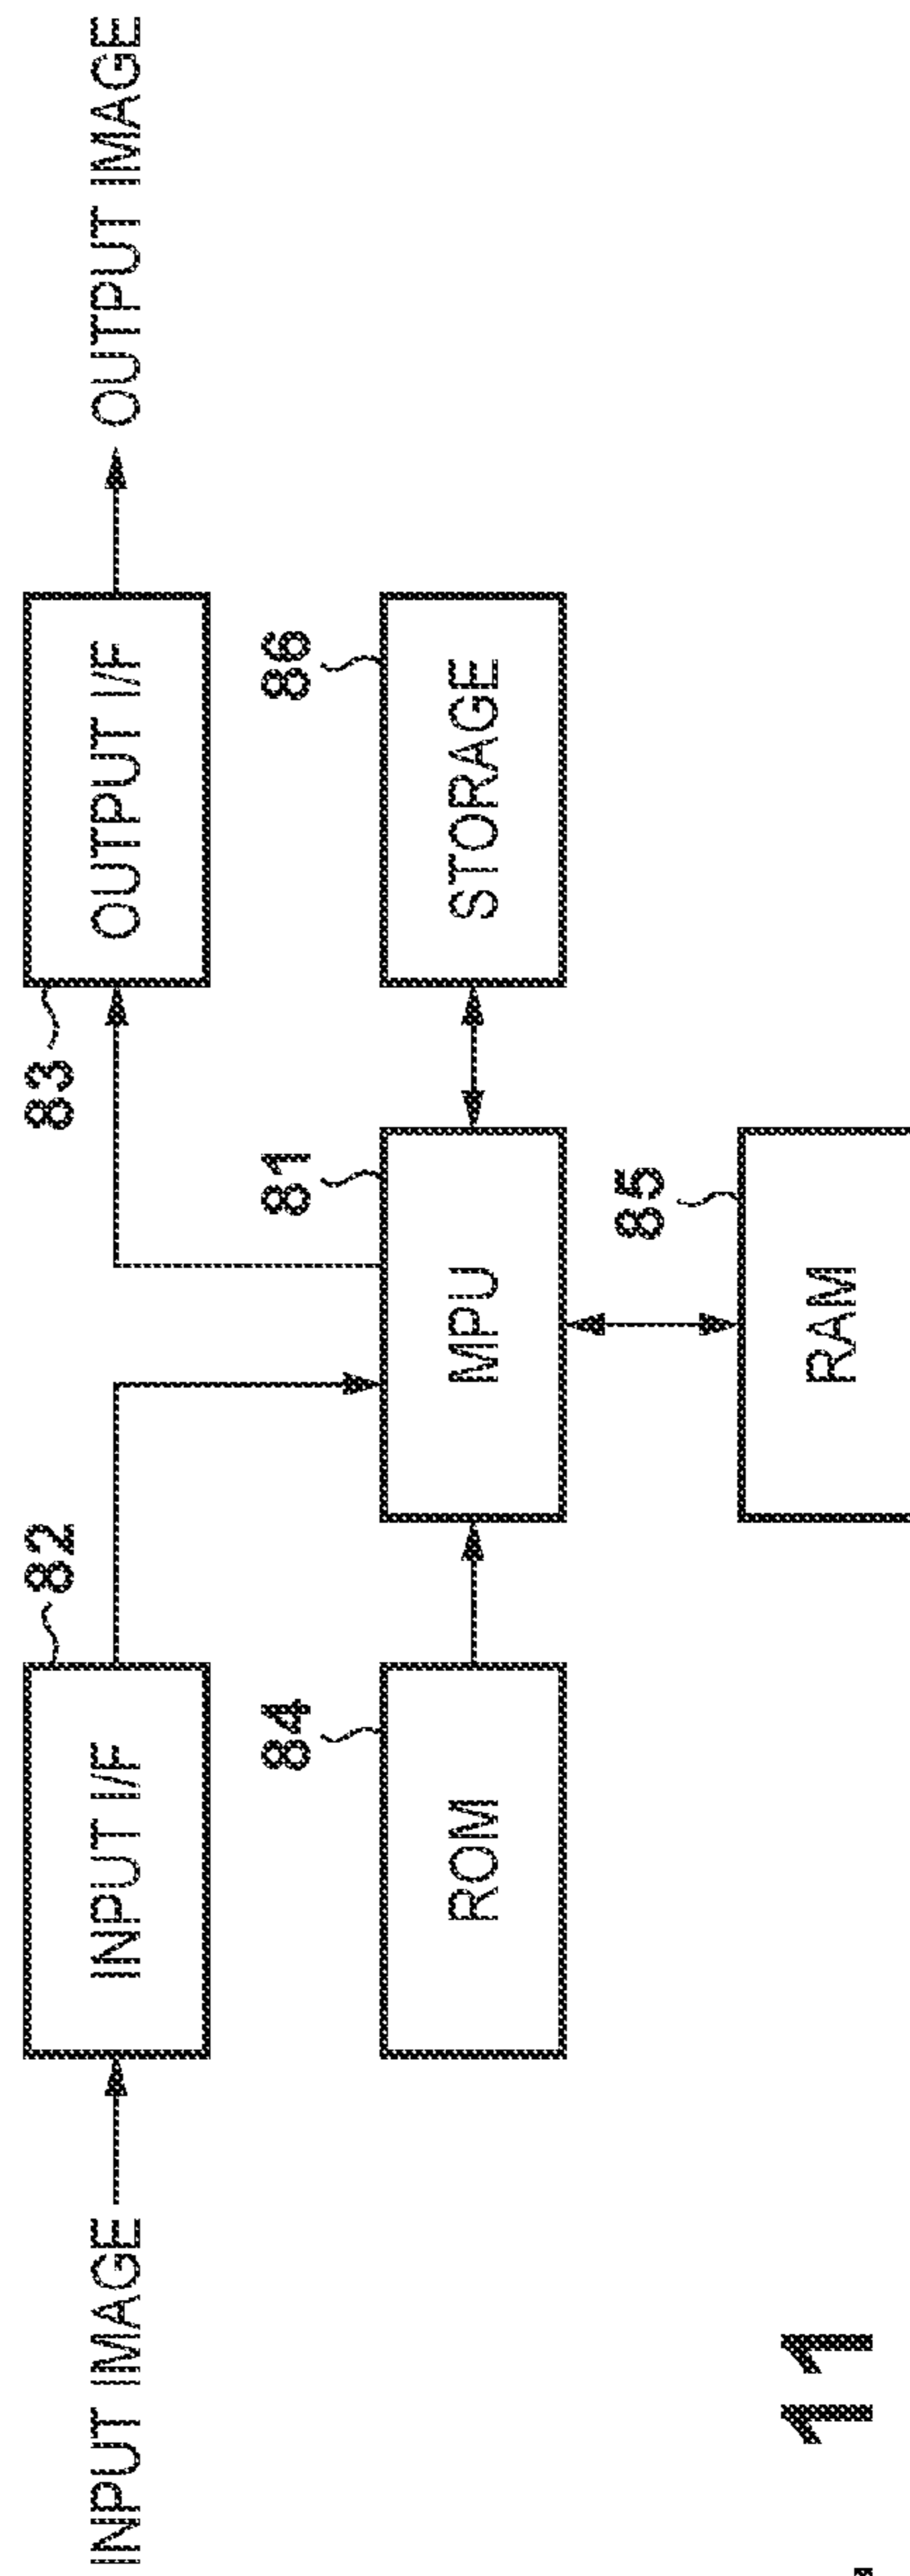 INPUT IMAGE
82
INPUT I/F
83
OUTPUT I/F
OUTPUT IMAGE
84
ROM
81
MPU
86
STORAGE
85
RAM
11